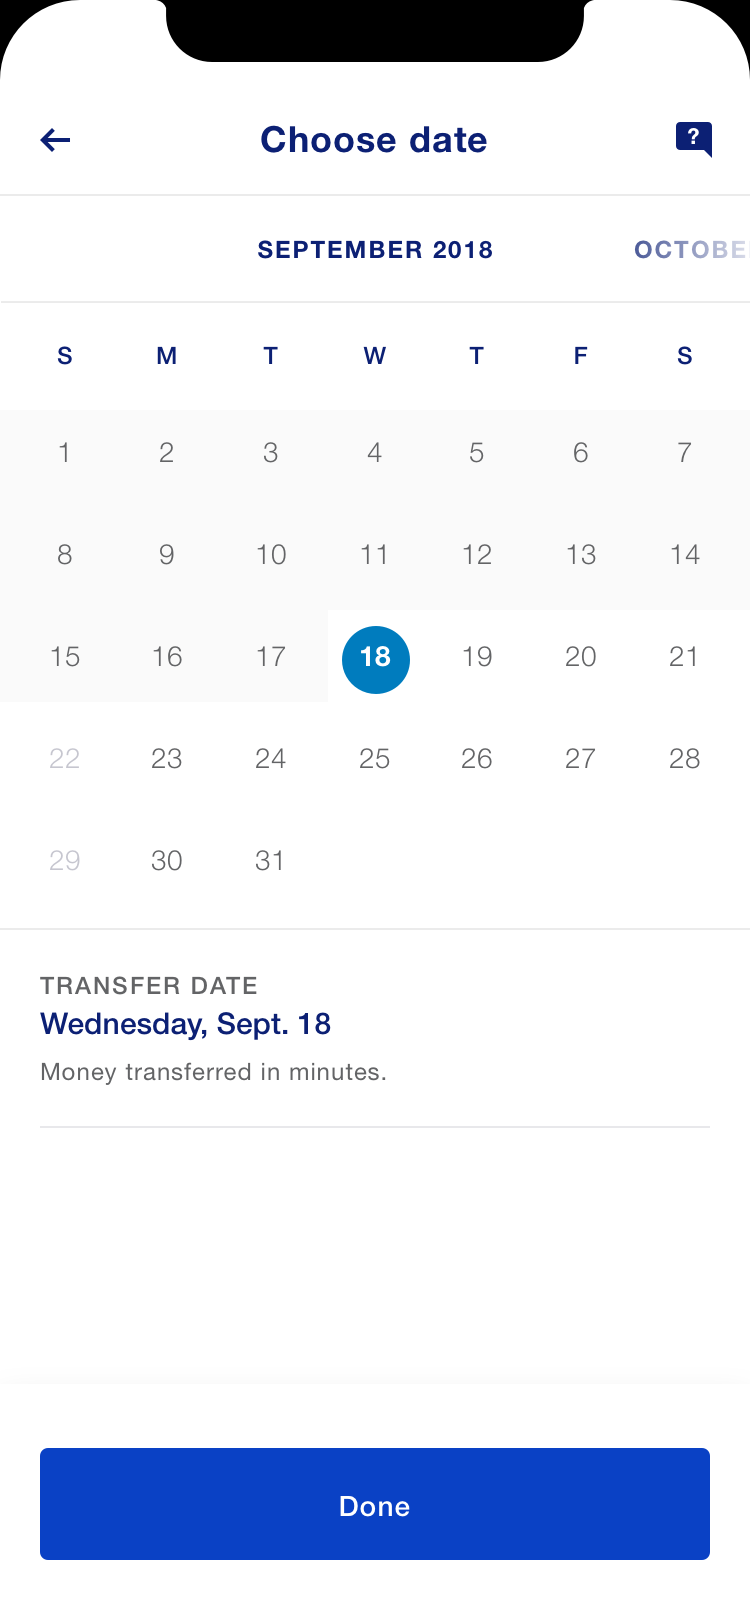 Choose date
?
SEPTEMBER 2018 OCTOBE
S M T W T F S
1 2 3 4 5 6 7
8 9 10 11 12 13 14
15 16 17 18 19 20 21
22 23 24 25 26 27 28
29 30 31
TRANSFER DATE
Wednesday, Sept. 18
Money transferred in minutes.
Done